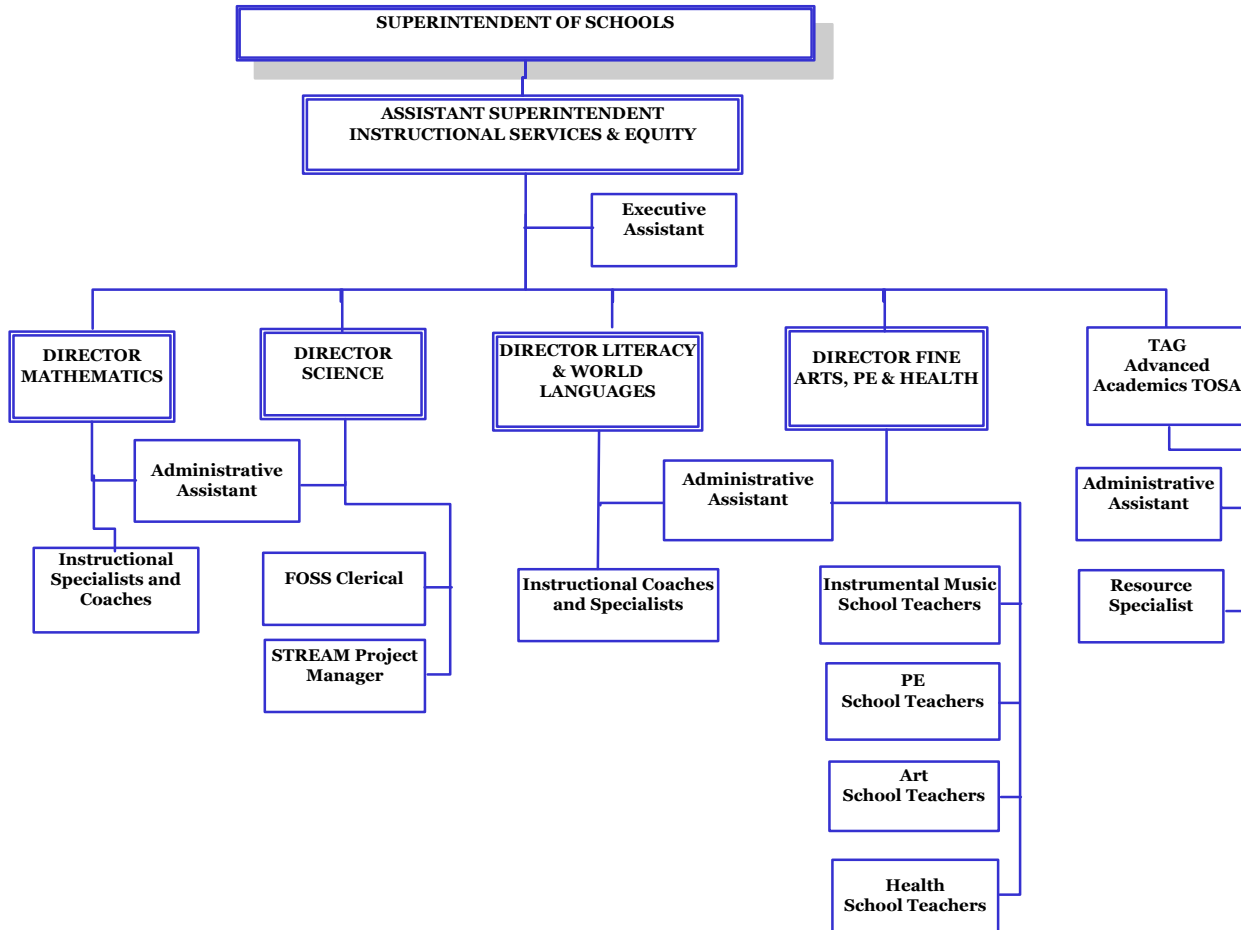 SUPERINTENDENT OF SCHOOLS
ASSISTANT SUPERINTENDENT
INSTRUCTIONAL SERVICES & EQUITY
Executive
Assistant
DIRECTOR
MATHEMATICS
DIRECTOR
SCIENCE
DIRECTOR LITERACY
& WORLD
LANGUAGES
DIRECTOR FINE
ARTS, PE & HEALTH
TAG
Advanced
Academics TOSA
Administrative
Assistant
Administrative
Assistant
Administrative
Assistant
Instructional
Specialists and
Coaches
FOSS Clerical
STREAM Project
Manager
Instructional Coaches
and Specialists
Instrumental Music
School Teachers
Resource
Specialist
PE
School Teachers
Art
School Teachers
Health
School Teachers